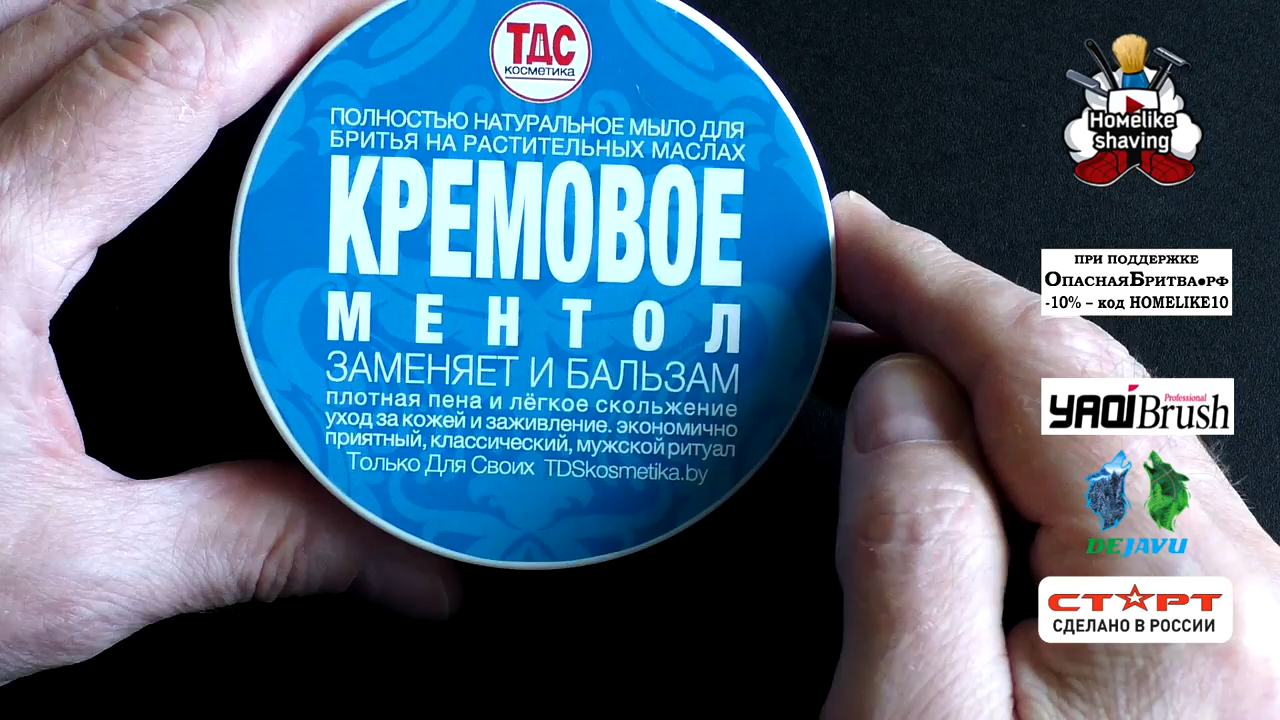 ТДС
косметика
ПОЛНОСТЬЮ НАТУРАЛЬНОЕ МЫЛО ДЛЯ
БРИТЬЯ НА РАСТИТЕЛЬНЫХ МАСЛАХ
КРЕМОВОЕ
МЕНТОЛ
ЗАМЕНЯЕТ И БАЛЬЗАМ
плотная пена и лёгкое скольжение
уход за кожей и заживление. экономично
приятный, классический, мужской ритуал
Только Для Своих TDSkosmetika.by
Homelike
shaving
ПРИ ПОДДЕРЖКЕ
ОПАСНАЯБРИТВА•РФ
-10% – код HOMELIKE10
Professional
YAQI Brush
DEJAVU
СТАРТ
СДЕЛАНО В РОССИИ